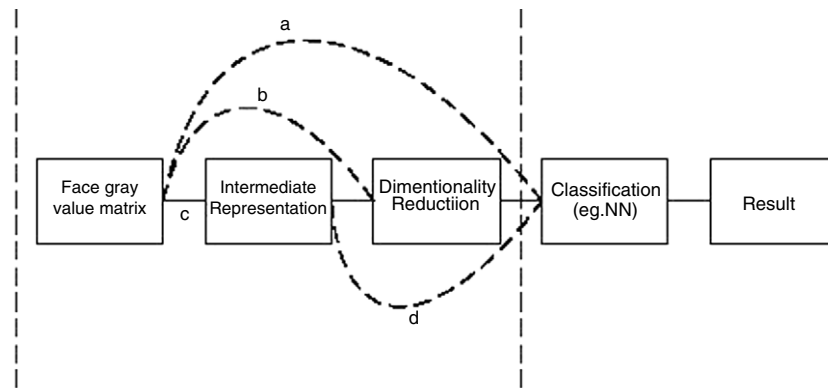 a
b
Face gray
value matrix
c
Intermediate
Representation
Dimentionality
Reductiion
Classification
(eg.NN)
Result
d